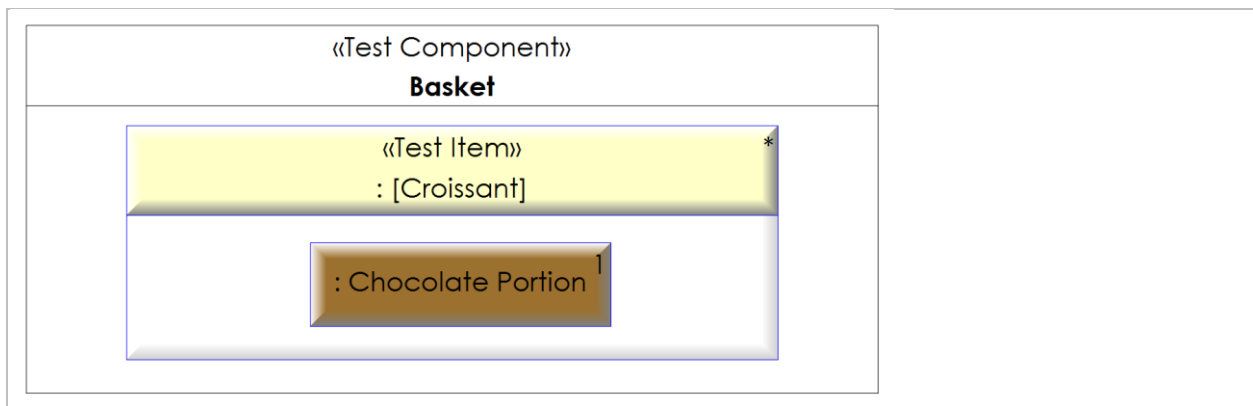 «Test Component»
Basket
«Test Item»
*
: [Croissant]
1
: Chocolate Portion